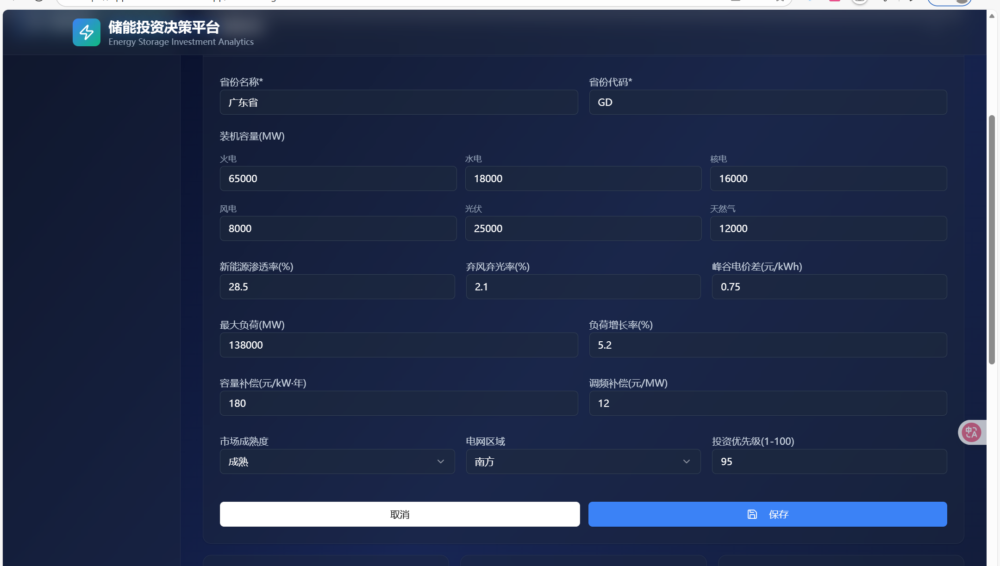 储能投资决策平台
Energy Storage Investment Analytics
省份名称*
省份代码*
广东省
GD
装机容量(MW)
火电
水电
核电
65000
18000
16000
风电
光伏
天然气
8000
25000
12000
新能源渗透率(%)
弃风弃光率(%)
峰谷电价差(元/kWh)
28.5
2.1
0.75
最大负荷(MW)
负荷增长率(%)
138000
5.2
容量补偿(元/kW·年)
调频补偿(元/MW)
180
12
市场成熟度
电网区域
投资优先级(1-100)
成熟
南方
95
取消
保存